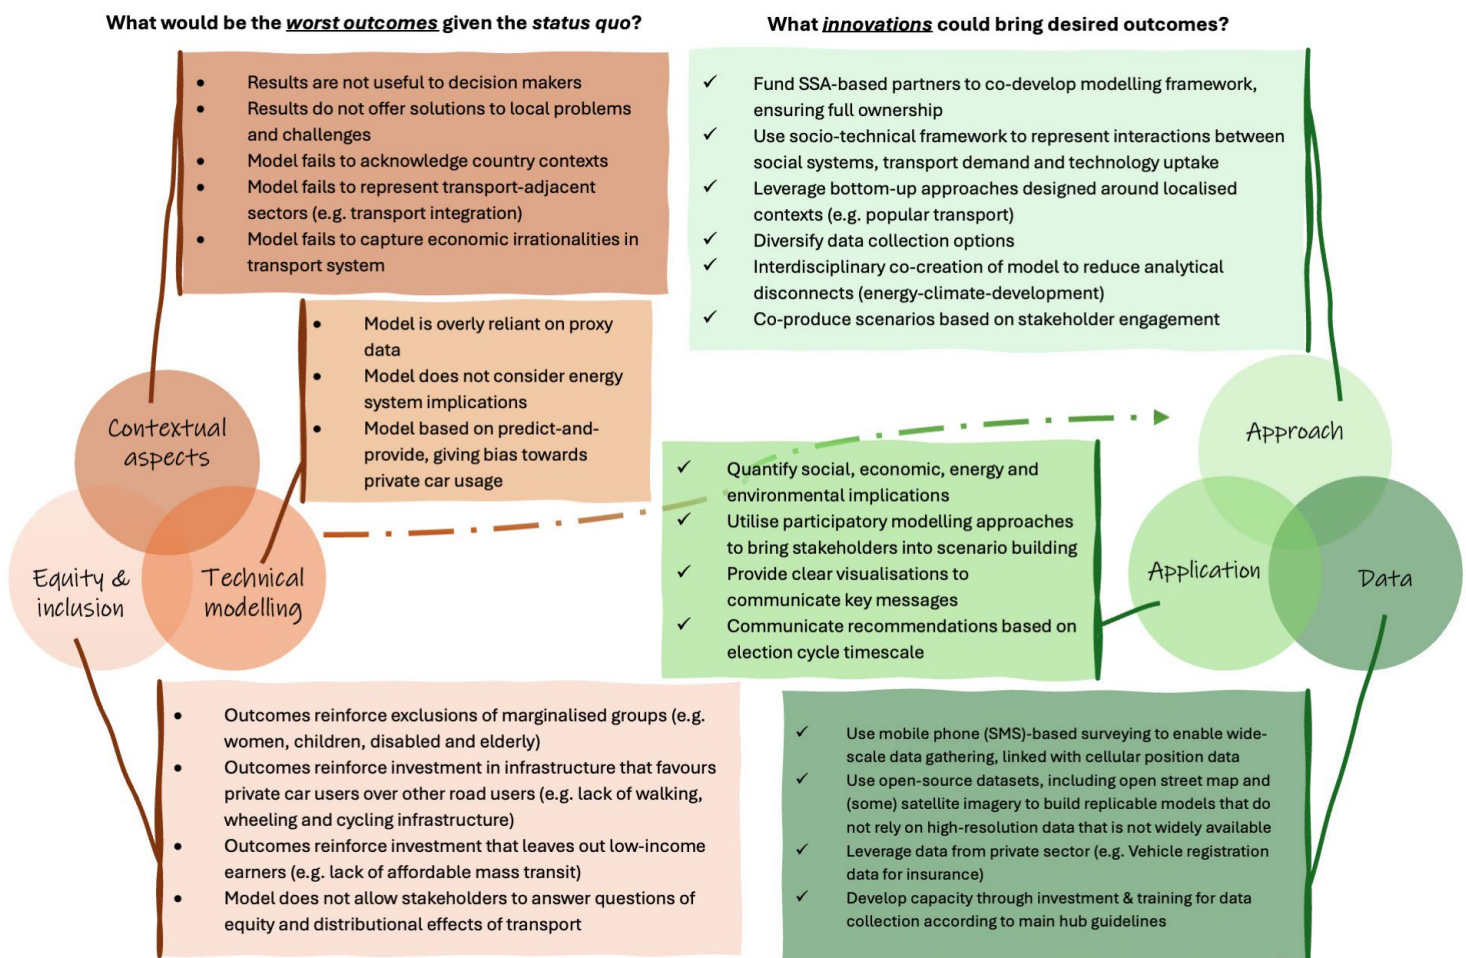 What would be the worst outcomes given the status quo?
• Results are not useful to decision makers
• Results do not offer solutions to local problems
and challenges
• Model fails to acknowledge country contexts
• Model fails to represent transport-adjacent
sectors (e.g. transport integration)
• Model fails to capture economic irrationalities in
transport system
• Model is overly reliant on proxy
data
• Model does not consider energy
system implications
• Model based on predict-and-
provide, giving bias towards
private car usage
Contextual
aspects
Equity &
inclusion
Technical
modelling
• Outcomes reinforce exclusions of marginalised groups (e.g.
women, children, disabled and elderly)
• Outcomes reinforce investment in infrastructure that favours
private car users over other road users (e.g. lack of walking,
wheeling and cycling infrastructure)
• Outcomes reinforce investment that leaves out low-income
earners (e.g. lack of affordable mass transit)
• Model does not allow stakeholders to answer questions of
equity and distributional effects of transport
What innovations could bring desired outcomes?
✓ Fund SSA-based partners to co-develop modelling framework,
ensuring full ownership
✓ Use socio-technical framework to represent interactions between
social systems, transport demand and technology uptake
✓ Leverage bottom-up approaches designed around localised
contexts (e.g. popular transport)
✓ Diversify data collection options
✓ Interdisciplinary co-creation of model to reduce analytical
disconnects (energy-climate-development)
✓ Co-produce scenarios based on stakeholder engagement
Approach
✓ Quantify social, economic, energy and
environmental implications
✓ Utilise participatory modelling approaches
to bring stakeholders into scenario building
✓ Provide clear visualisations to
communicate key messages
✓ Communicate recommendations based on
election cycle timescale
Application
Data
✓ Use mobile phone (SMS)-based surveying to enable wide-
scale data gathering, linked with cellular position data
✓ Use open-source datasets, including open street map and
(some) satellite imagery to build replicable models that do
not rely on high-resolution data that is not widely available
✓ Leverage data from private sector (e.g. Vehicle registration
data for insurance)
✓ Develop capacity through investment & training for data
collection according to main hub guidelines